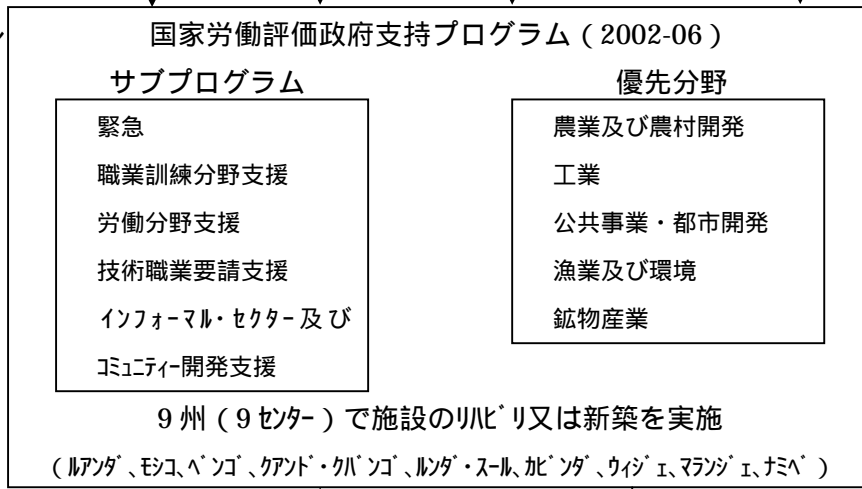 国家労働評価政府支持プログラム（2002-06）
サブプログラム
緊急
職業訓練分野支援
労働分野支援
技術職業要請支援
ｲﾝﾌｫｰﾏﾙ・ｾｸﾀｰ及び
ｺﾐｭﾆﾃｨｰ開発支援
優先分野
農業及び農村開発
工業
公共事業・都市開発
漁業及び環境
鉱物産業
9州（9ｾﾝﾀｰ）で施設のﾘﾊﾋﾞﾘ又は新築を実施
（ﾙｱﾝﾀﾞ、ﾓｼｺ、ﾍﾞﾝｺﾞ、ｸｱﾝﾄﾞ・ｸﾊﾞﾝｺﾞ、ﾙﾝﾀﾞ・ｽｰﾙ、ｶﾋﾞﾝﾀﾞ、ｳｨｼﾞｪ、ﾏﾗﾝｼﾞｪ、ﾅﾐﾍﾞ）